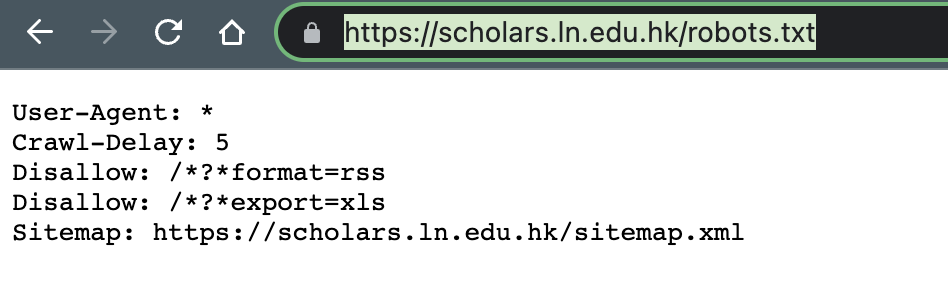 https://scholars.ln.edu.hk/robots.txt
User-Agent: *
Crawl-Delay: 5
Disallow: /*?*format=rss
Disallow: /*?*export=xls
Sitemap: https://scholars.ln.edu.hk/sitemap.xml